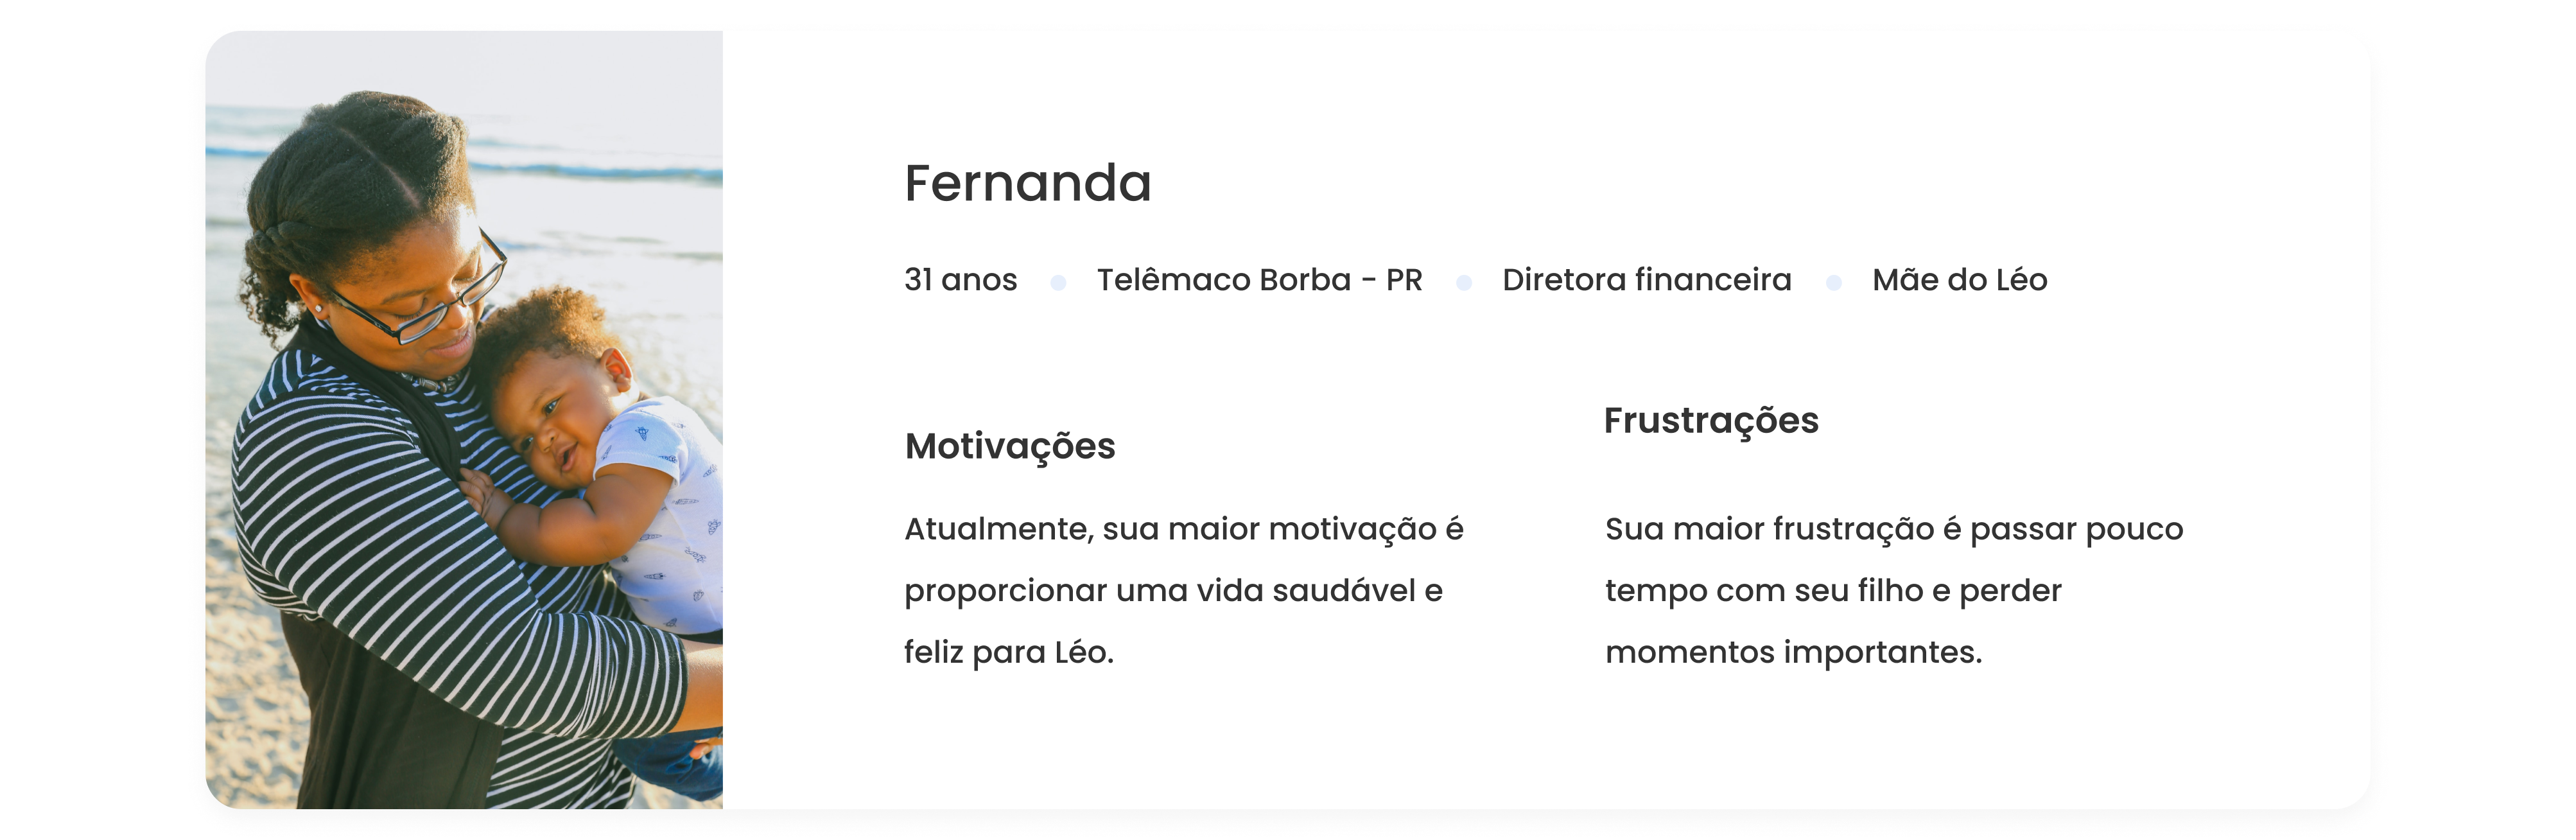 Fernanda
31 anos
Telêmaco Borba - PR
Diretora financeira
Mãe do Léo
Motivações
Atualmente, sua maior motivação é
proporcionar uma vida saudável e
feliz para Léo.
Frustrações
Sua maior frustração é passar pouco
tempo com seu filho e perder
momentos importantes.